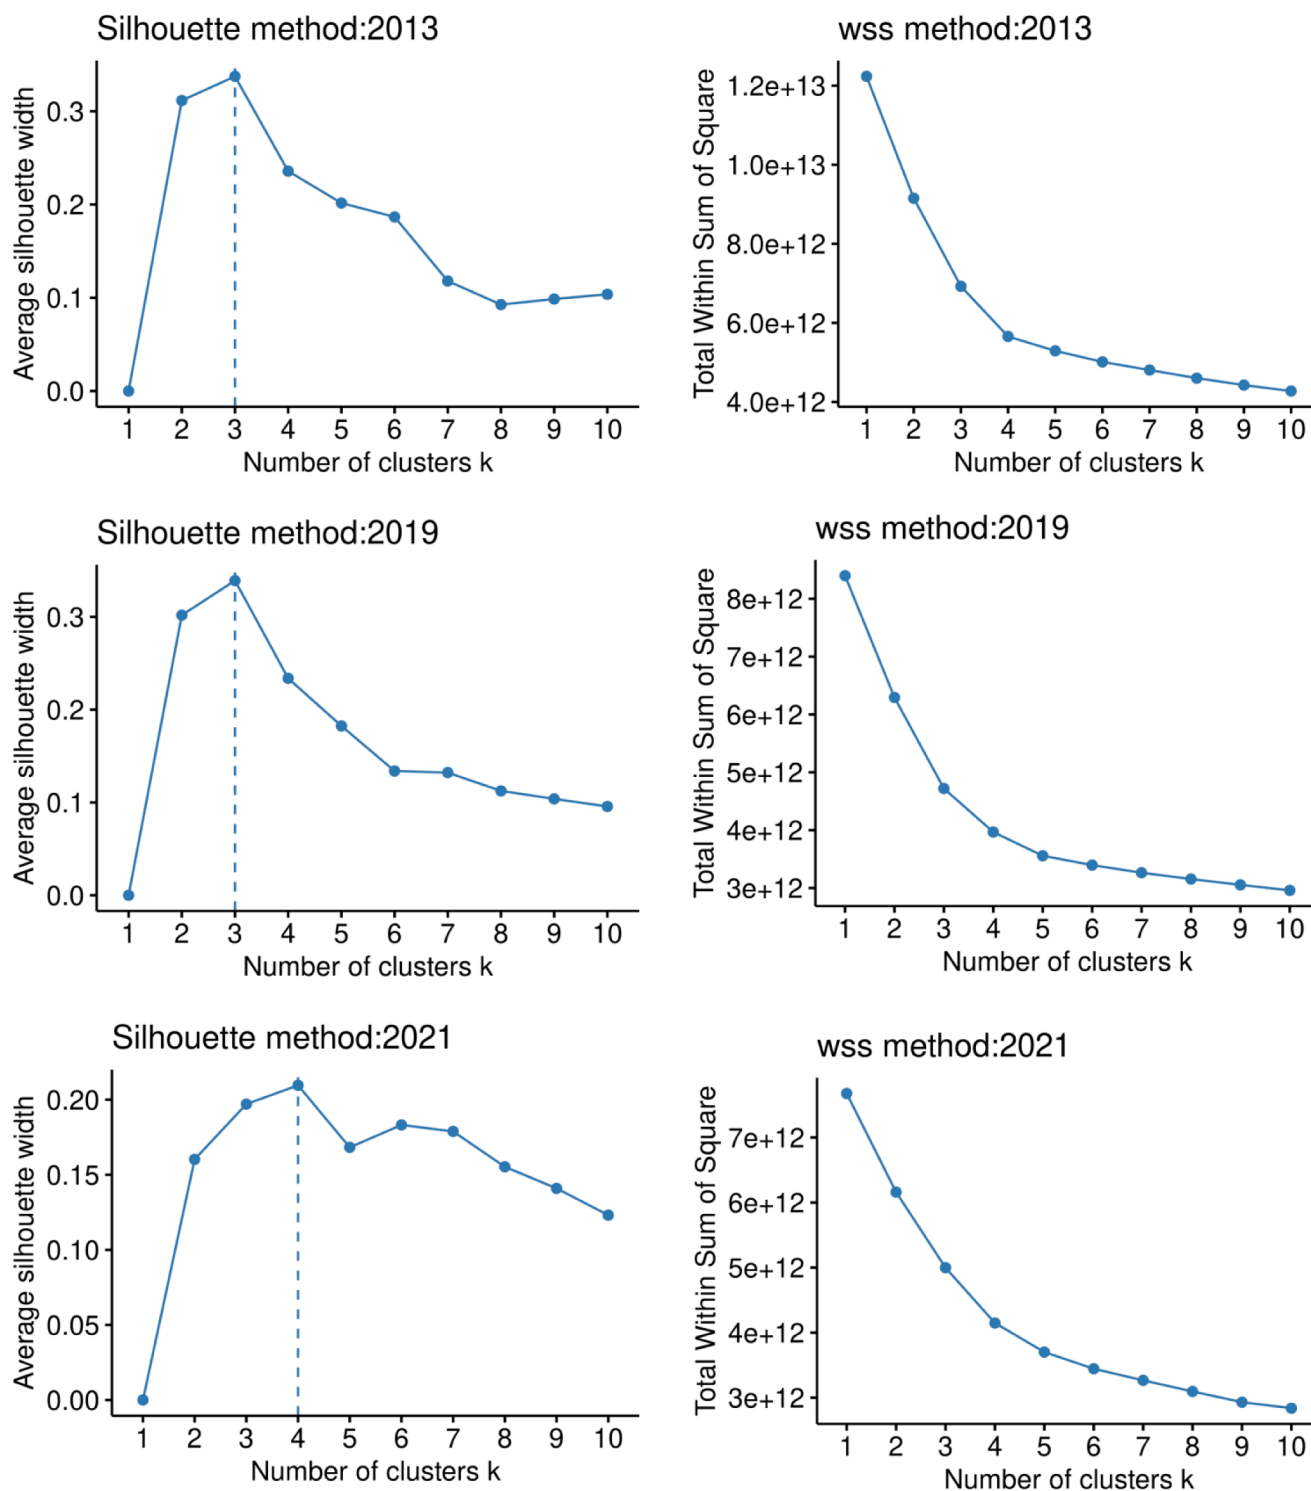 Silhouette method:2013
Average silhouette width
0.3
0.2
0.1
0.0
1 2 3 4 5 6 7 8 9 10
Number of clusters k
wss method:2013
Total Within Sum of Square
1.2e+13
1.0e+13
8.0e+12
6.0e+12
4.0e+12
1 2 3 4 5 6 7 8 9 10
Number of clusters k
Silhouette method:2019
Average silhouette width
0.3
0.2
0.1
0.0
1 2 3 4 5 6 7 8 9 10
Number of clusters k
wss method:2019
Total Within Sum of Square
8e+12
7e+12
6e+12
5e+12
4e+12
3e+12
1 2 3 4 5 6 7 8 9 10
Number of clusters k
Silhouette method:2021
Average silhouette width
0.20
0.15
0.10
0.05
0.00
1 2 3 4 5 6 7 8 9 10
Number of clusters k
wss method:2021
Total Within Sum of Square
7e+12
6e+12
5e+12
4e+12
3e+12
1 2 3 4 5 6 7 8 9 10
Number of clusters k